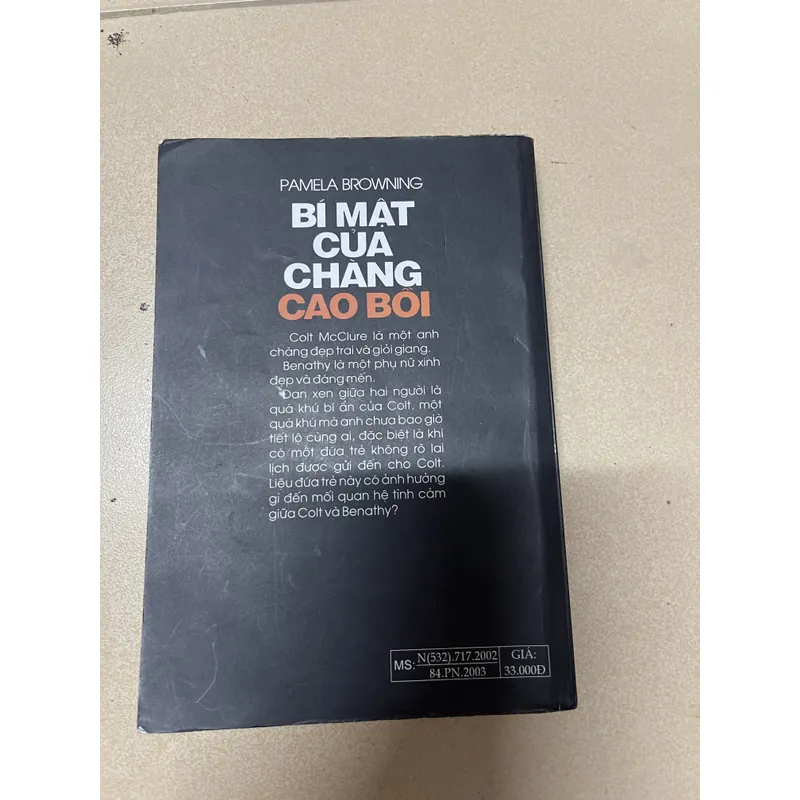 PAMELA BROWNING
BÍ MẬT
CỦA
CHÀNG
CAO BỒI
Colt McClure là một anh
chàng đẹp trai và giỏi giang.
Benathy là một phụ nữ xinh
đẹp và đáng mến.
Đan xen giữa hai người là
quá khứ bí ẩn của Colt, một
quá khứ mà anh chưa bao giờ
tiết lộ cùng ai, đặc biệt là khi
có một đứa trẻ không rõ lai
lịch được gửi đến cho Colt.
Liệu đứa trẻ này có ảnh hưởng
gì đến mối quan hệ tình cảm
giữa Colt và Benathy?
MS: N(532).717.2002
84.PN.2003
GIÁ:
33.000Đ